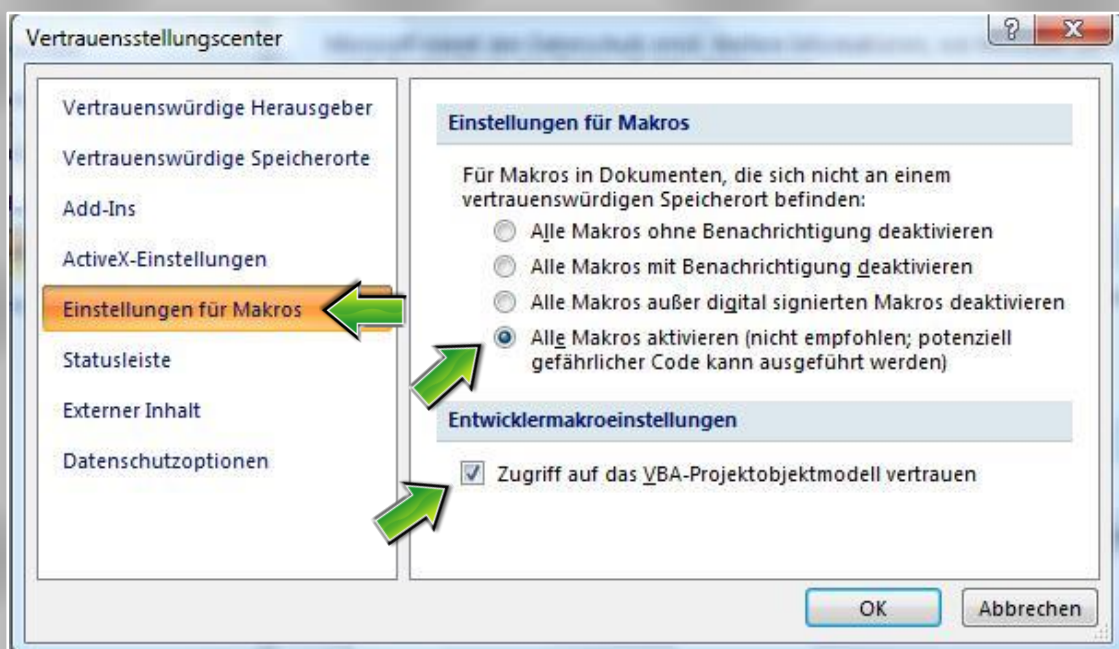 Vertrauensstellungscenter
Vertrauenswürdige Herausgeber
Vertrauenswürdige Speicherorte
Add-Ins
ActiveX-Einstellungen
Einstellungen für Makros
Statusleiste
Externer Inhalt
Datenschutzoptionen
Einstellungen für Makros
Für Makros in Dokumenten, die sich nicht an einem
vertrauenswürdigen Speicherort befinden:
Alle Makros ohne Benachrichtigung deaktivieren
Alle Makros mit Benachrichtigung deaktivieren
Alle Makros außer digital signierten Makros deaktivieren
Alle Makros aktivieren (nicht empfohlen; potenziell
gefährlicher Code kann ausgeführt werden)
Entwicklermakroeinstellungen
Zugriff auf das VBA-Projektobjektmodell vertrauen
OK
Abbrechen